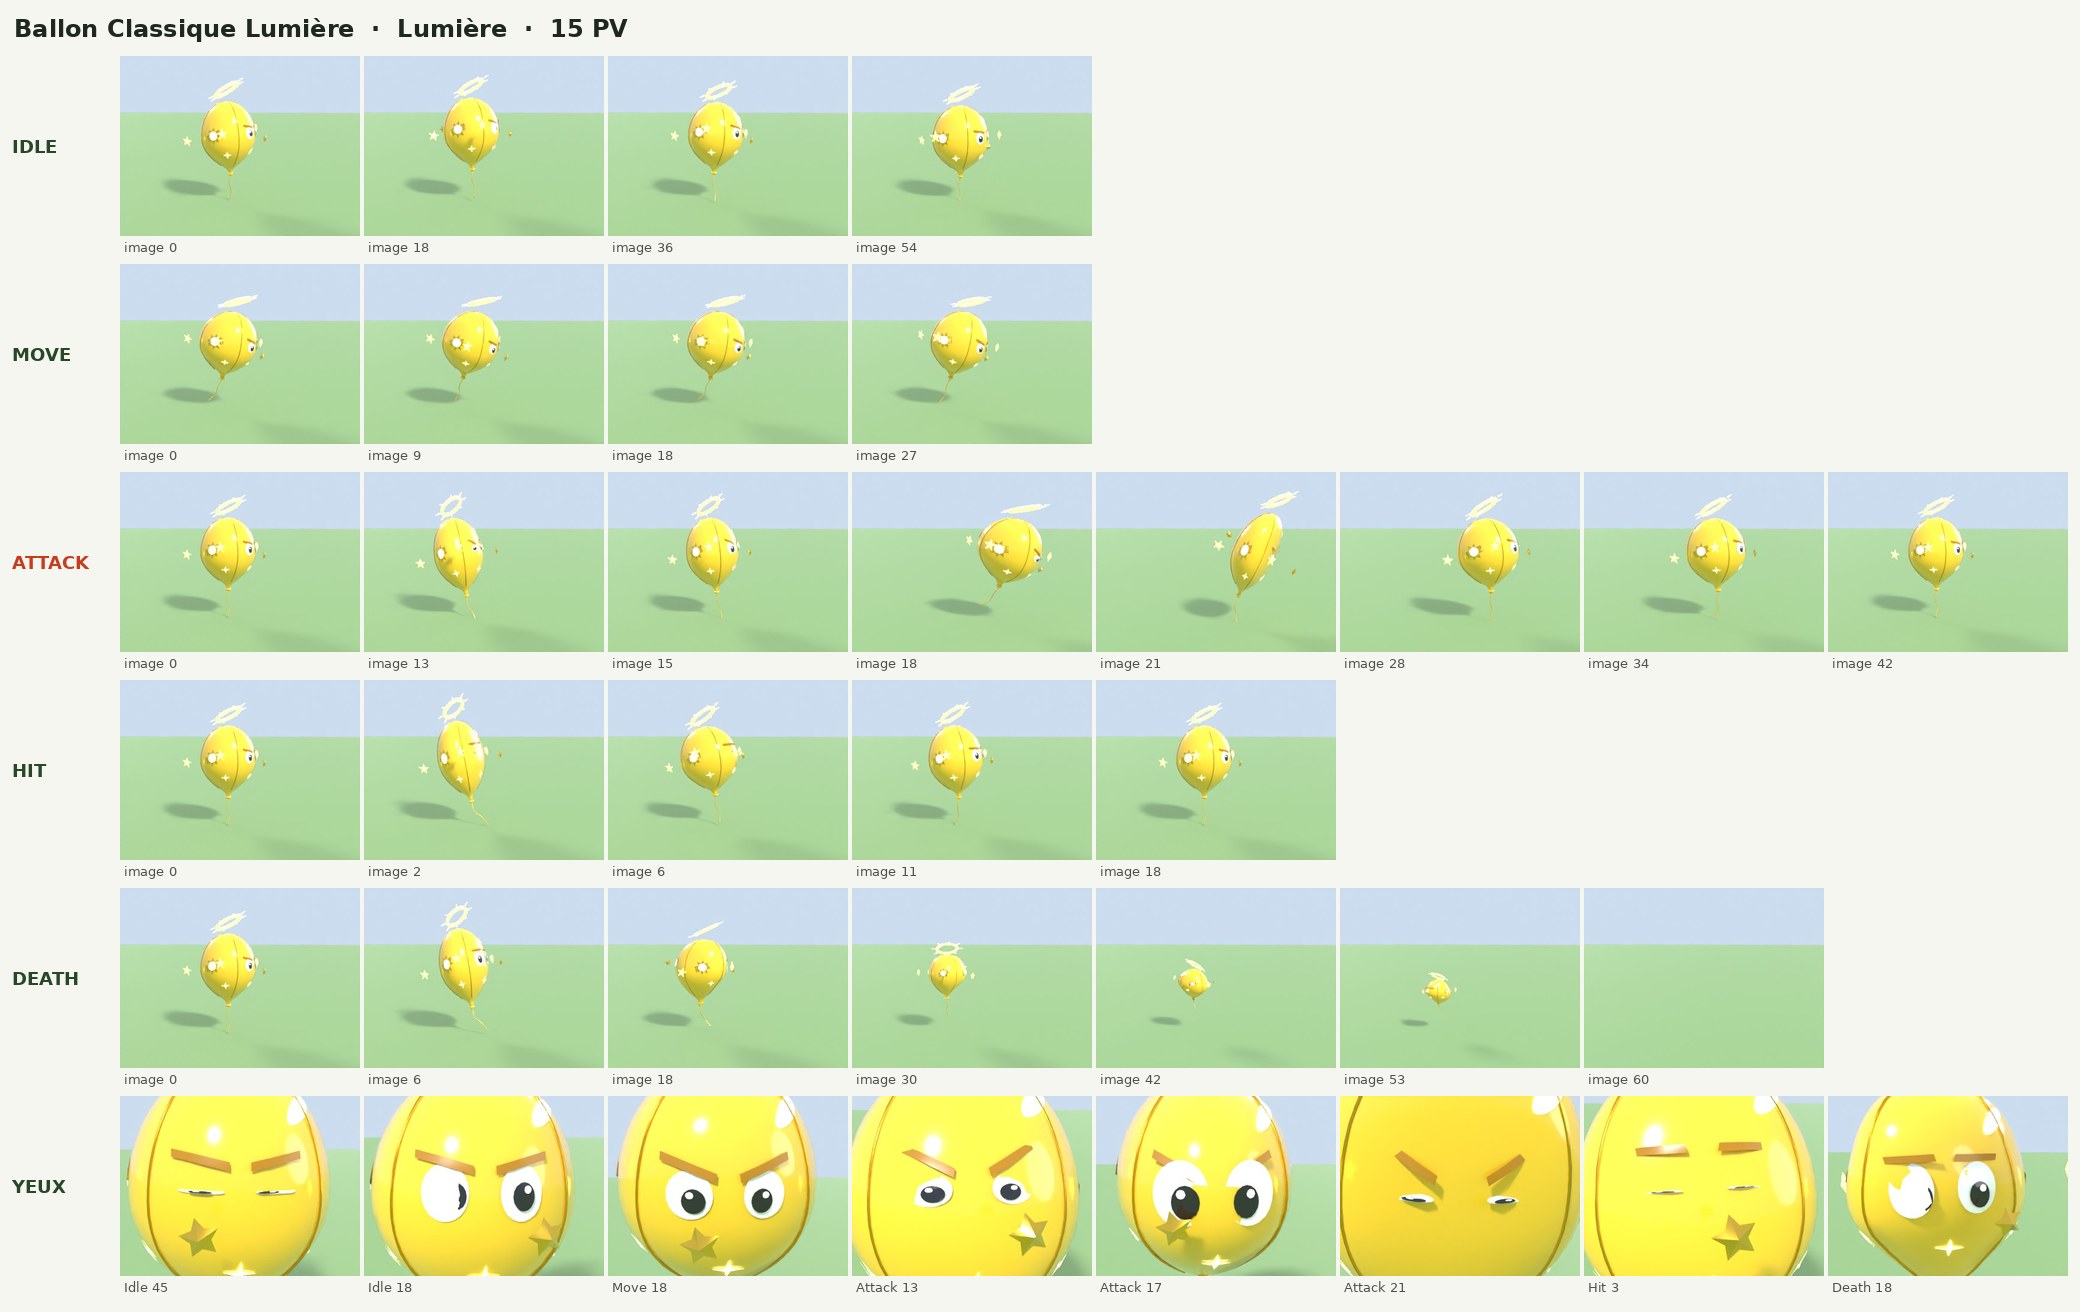 Ballon Classique Lumière · Lumière · 15 PV
IDLE
image 0 image 18 image 36 image 54
MOVE
image 0 image 9 image 18 image 27
ATTACK
image 0 image 13 image 15 image 18 image 21 image 28 image 34 image 42
HIT
image 0 image 2 image 6 image 11 image 18
DEATH
image 0 image 6 image 18 image 30 image 42 image 53 image 60
YEUX
Idle 45 Idle 18 Move 18 Attack 13 Attack 17 Attack 21 Hit 3 Death 18